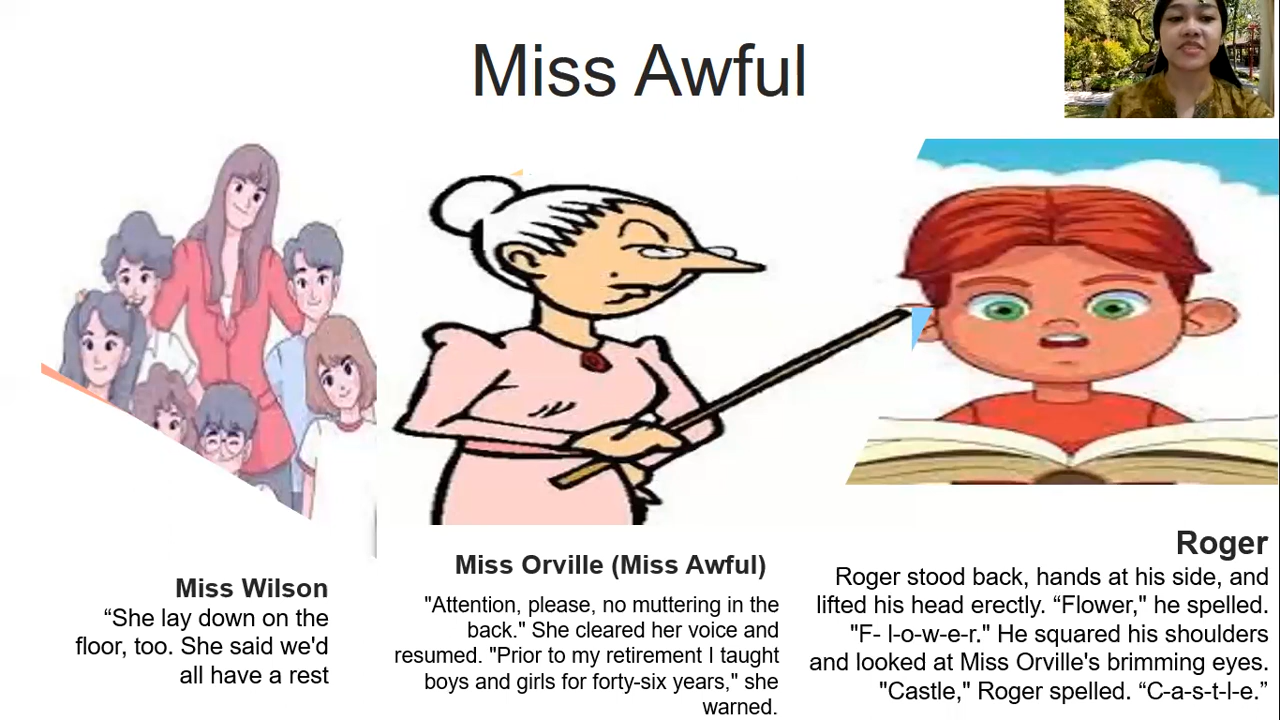 Miss Awful
Miss Wilson
“She lay down on the
floor, too. She said we'd
all have a rest
Miss Orville (Miss Awful)
"Attention, please, no muttering in the
back." She cleared her voice and
resumed. "Prior to my retirement I taught
boys and girls for forty-six years," she
warned.
Roger
Roger stood back, hands at his side, and
lifted his head erectly. “Flower," he spelled.
"F- l-o-w-e-r." He squared his shoulders
and looked at Miss Orville's brimming eyes.
"Castle," Roger spelled. “C-a-s-t-l-e.”